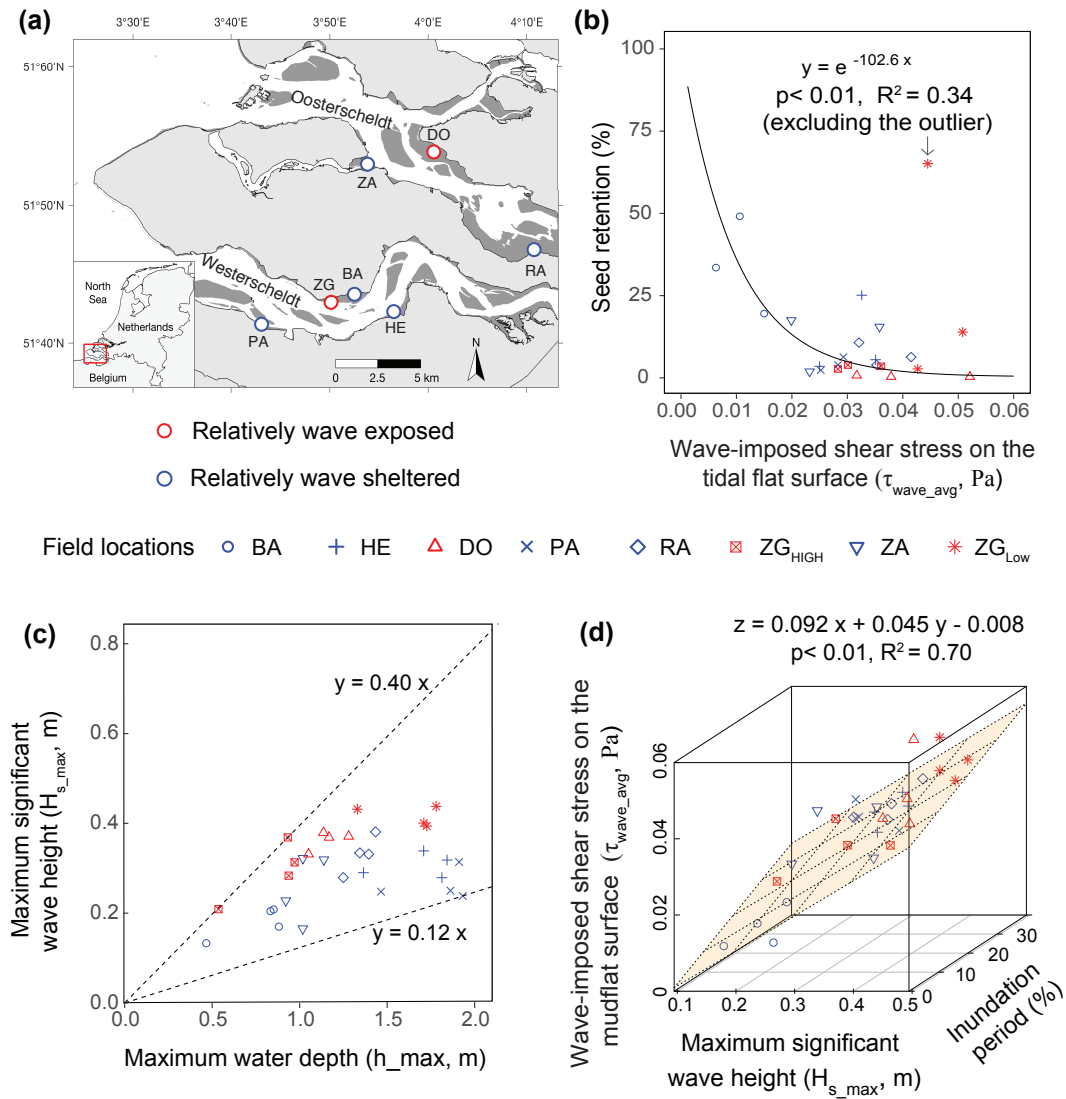 (a)
3°30'E 3°40'E 3°50'E 4°0'E 4°10'E
51°60'N
51°50'N
51°40'N
Oosterscheldt
DO
ZA
RA
Westerscheldt
ZG
BA
HE
PA
North
Sea
Netherlands
Belgium
N
0 2.5 5 km
Relatively wave exposed
Relatively wave sheltered
(b)
y = e -102.6 x
p< 0.01, R2 = 0.34
(excluding the outlier)
Seed retention (%)
100
75
50
25
0
0.00 0.01 0.02 0.03 0.04 0.05 0.06
Wave-imposed shear stress on the
tidal flat surface (τwave_avg, Pa)
Field locations BA HE DO PA RA ZGHIGH ZA ZGLow
(c)
Maximum significant
wave height (Hs_max, m)
0.8
0.6
0.4
0.2
0.0
y = 0.40 x
y = 0.12 x
0.0 0.5 1.0 1.5 2.0
Maximum water depth (h_max, m)
(d)
z = 0.092 x + 0.045 y - 0.008
p< 0.01, R2 = 0.70
Wave-imposed shear stress on the
mudflat surface (τwave_avg, Pa)
0.06
0.04
0.02
0
0.1 0.2 0.3 0.4 0.5
Maximum significant
wave height (Hs_max, m)
0 10 20 30
Inundation
period (%)